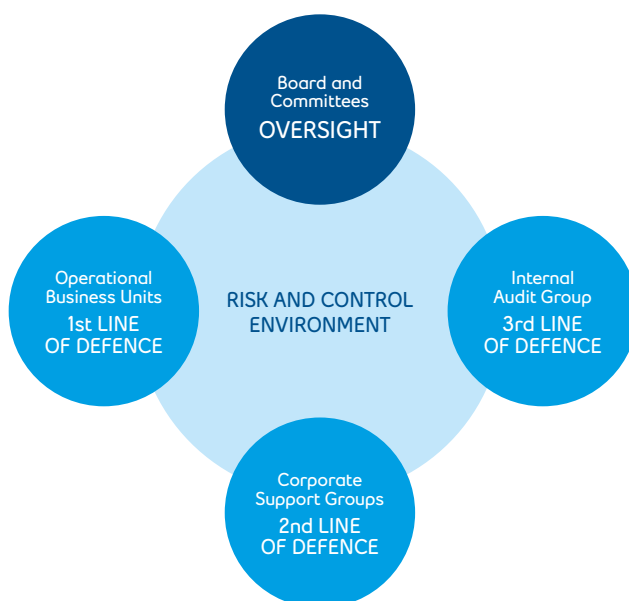 Board and
Committees
OVERSIGHT
Operational
Business Units
1st LINE
OF DEFENCE
RISK AND CONTROL
ENVIRONMENT
Internal
Audit Group
3rd LINE
OF DEFENCE
Corporate
Support Groups
2nd LINE
OF DEFENCE